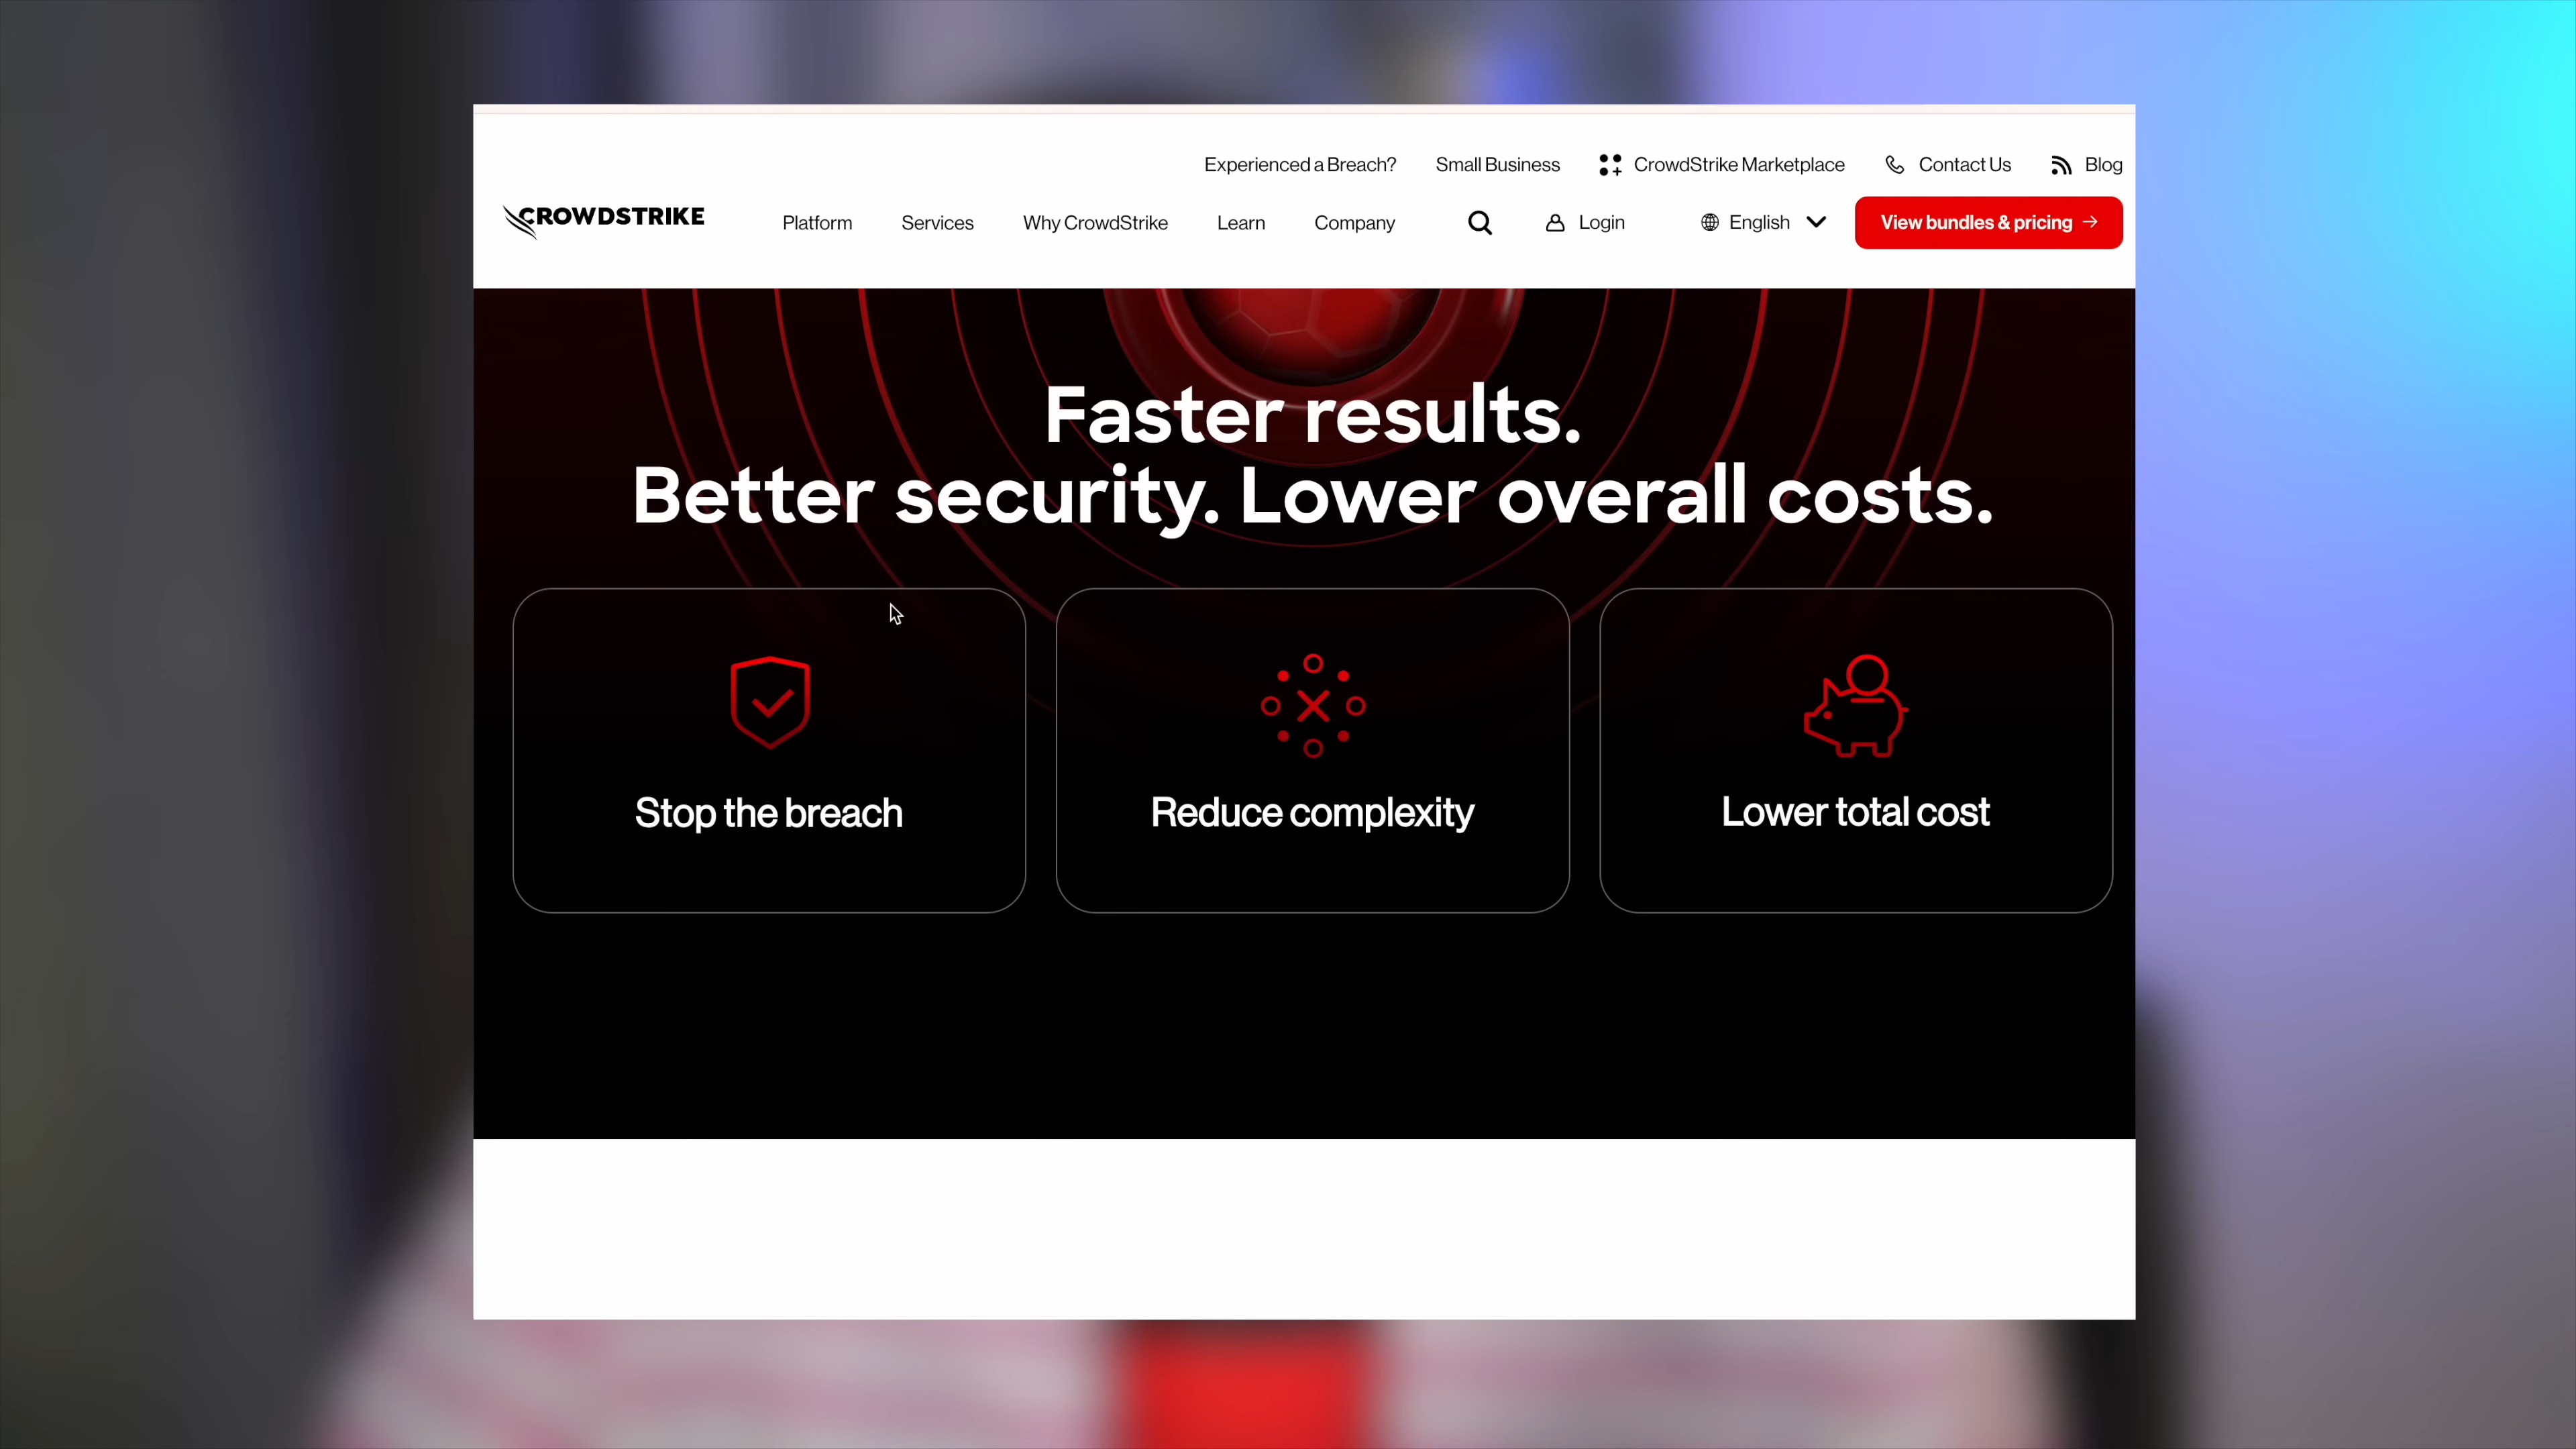 Experienced a Breach? Small Business CrowdStrike Marketplace Contact Us Blog
CROWDSTRIKE Platform Services Why CrowdStrike Learn Company Login English View bundles & pricing →
Faster results.
Better security. Lower overall costs.
Stop the breach
Reduce complexity
Lower total cost